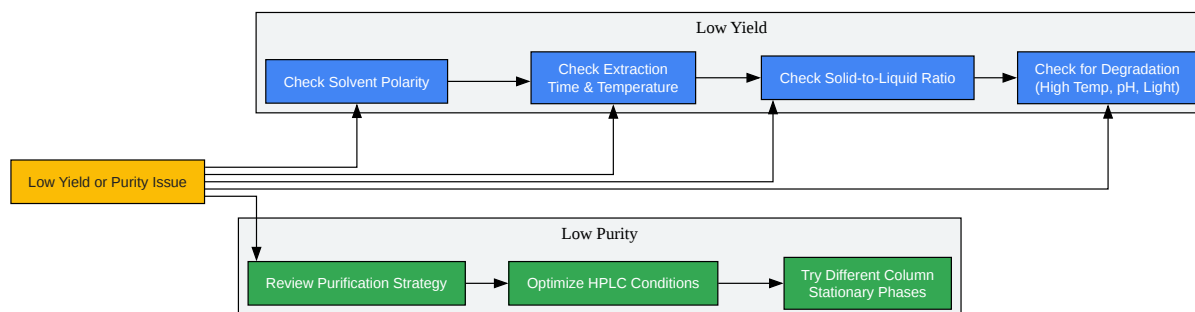 Low Yield
Check Solvent Polarity
Check Extraction
Time & Temperature
Check Solid-to-Liquid Ratio
Check for Degradation
(High Temp, pH, Light)
Low Yield or Purity Issue
Low Purity
Review Purification Strategy
Optimize HPLC Conditions
Try Different Column
Stationary Phases